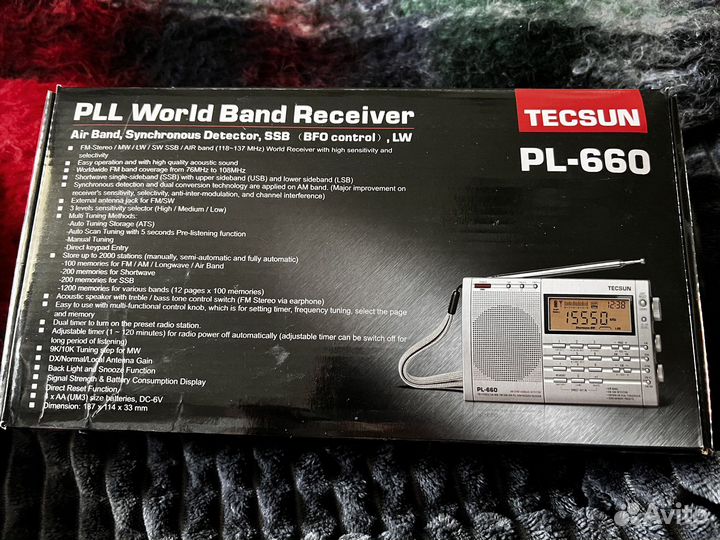 PLL World Band Receiver
Air Band, Synchronous Detector, SSB （BFO control）, LW
FM-Stereo / MW / LW / SW SSB / AIR band (118~137 MHz) World Receiver with high sensitivity and
selectivity
Easy operation and with high quality acoustic sound
Worldwide FM band coverage from 76MHz to 108MHz
Shortwave single-sideband (SSB) with upper sideband (USB) and lower sideband (LSB)
Synchronous detection and dual conversion technology are applied on AM band. (Major improvement on
receiver's sensitivity, selectivity, anti-inter-modulation, and channel interference)
External antenna jack for FM/SW
3 levels sensitivity selector (High / Medium / Low)
Multi Tuning Methods:
-Auto Tuning Storage (ATS)
-Auto Scan Tuning with 5 seconds Pre-listening function
-Manual Tuning
-Direct keypad Entry
Store up to 2000 stations (manually, semi-automatic and fully automatic)
-100 memories for FM / AM / Longwave / Air Band
-200 memories for Shortwave
-200 memories for SSB
-1200 memories for various bands (12 pages x 100 memories)
Acoustic speaker with treble / bass tone control switch (FM Stereo via earphone)
Easy to use with multi-functional control knob, which is for setting timer, frequency tuning, select the page
and memory
Dual timer to turn on the preset radio station.
Adjustable timer (1 ~ 120 minutes) for radio power off automatically (adjustable timer can be switch off for
long period of listening)
9K/10K Tuning step for MW
DX/Normal/Local Antenna Gain
Back Light and Snooze Function
Signal Strength & Battery Consumption Display
Direct Reset Function
4 x AA (UM3) size batteries, DC-6V
Dimension: 187 x 114 x 33 mm
TECSUN
PL-660
TECSUN
12:38
15550
PL-660
Avito